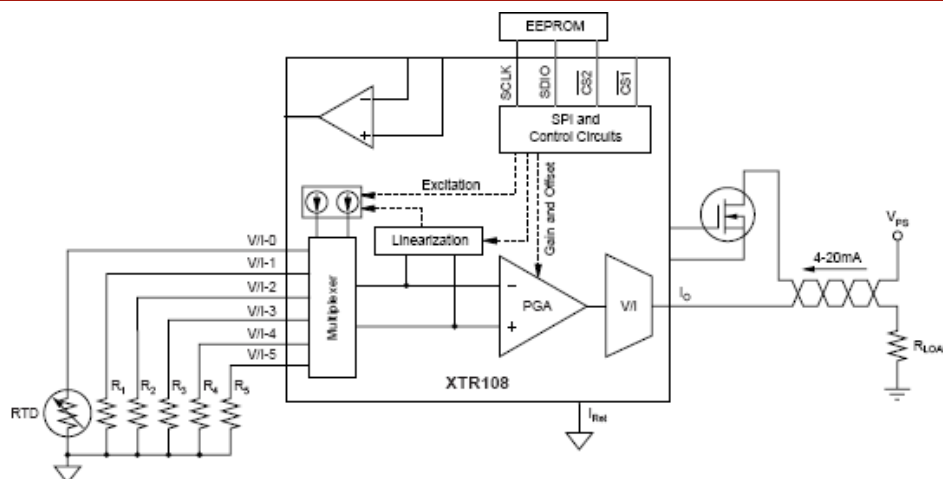 EEPROM
SCLK
SDIO
CS2
CS1
SPI and
Control Circuits
Excitation
Gain and Offset
Linearization
V/I-0
V/I-1
V/I-2
V/I-3
V/I-4
V/I-5
Multiplexer
−
+
−
+
PGA
V/I
IO
4-20mA
VPS
RLOA
RTD
R1
R2
R3
R4
R5
XTR108
IRet